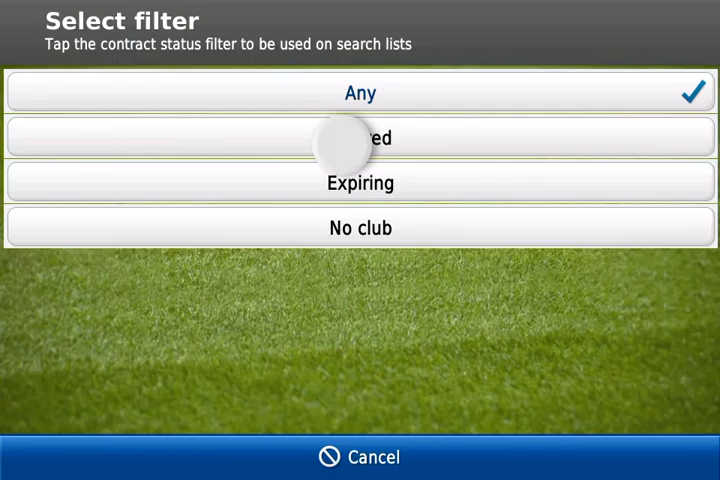 Select filter
Tap the contract status filter to be used on search lists
Any
Expiring
No club
Cancel